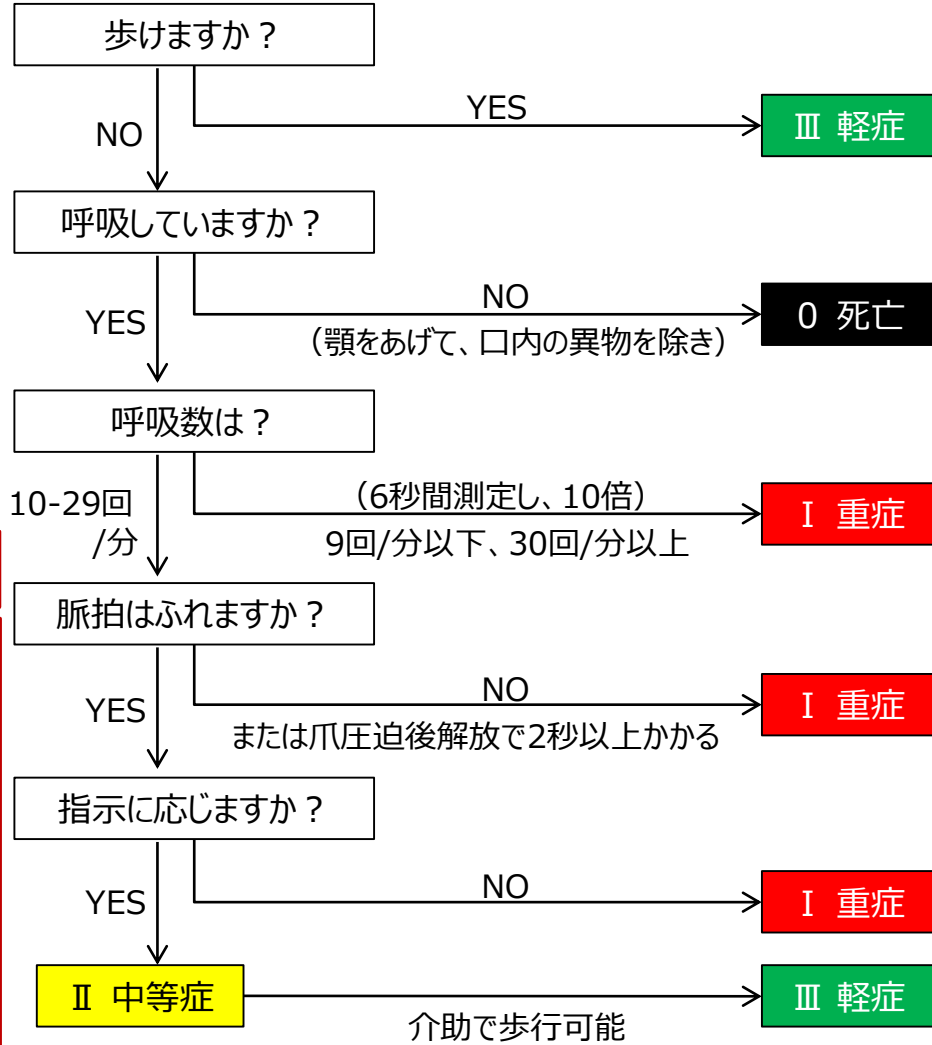 歩けますか？
YES
Ⅲ 軽症
NO
呼吸していますか？
NO
0 死亡
YES
（顎をあげて、口内の異物を除き）
呼吸数は？
10-29回
/分
（6秒間測定し、10倍）
9回/分以下、30回/分以上
Ⅰ 重症
脈拍はふれますか？
NO
Ⅰ 重症
YES
または爪圧迫後解放で2秒以上かかる
指示に応じますか？
NO
Ⅰ 重症
YES
Ⅱ 中等症
Ⅲ 軽症
介助で歩行可能